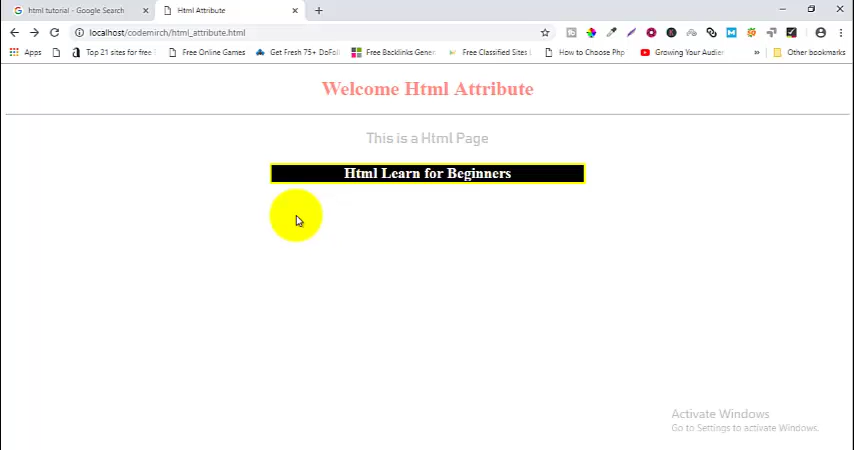 html tutorial - Google Search
Html Attribute
localhost/codemirch/html_attribute.html
Apps
Top 21 sites for free
Free Online Games
Get Fresh 75+ DoFoll
Free Backlinks Gener
Free Classified Sites
How to Choose Php
Growing Your Audier
»
Other bookmarks
Welcome Html Attribute
This is a Html Page
Html Learn for Beginners
Activate Windows
Go to Settings to activate Windows.